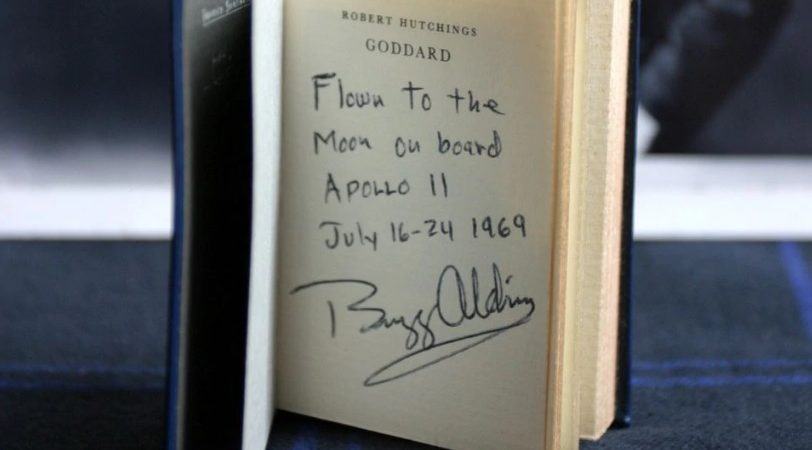 ROBERT HUTCHINGS
GODDARD
Flown to the
Moon on board
APOLLO 11
July 16-24 1969
Buzz Aldrin